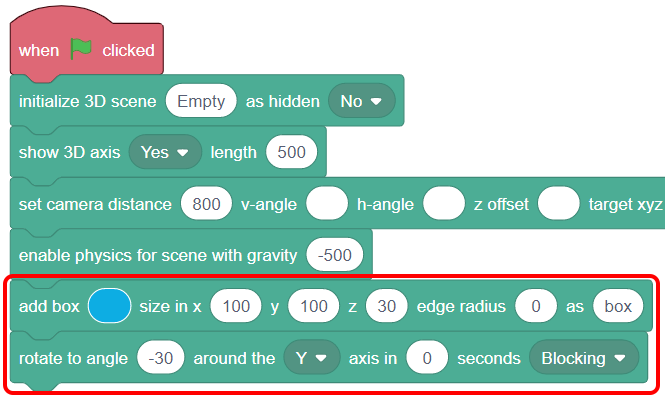 when clicked
initialize 3D scene Empty as hidden No
show 3D axis Yes length 500
set camera distance 800 v-angle h-angle z offset target xyz
enable physics for scene with gravity -500
add box size in x 100 y 100 z 30 edge radius 0 as box
rotate to angle -30 around the Y axis in 0 seconds Blocking